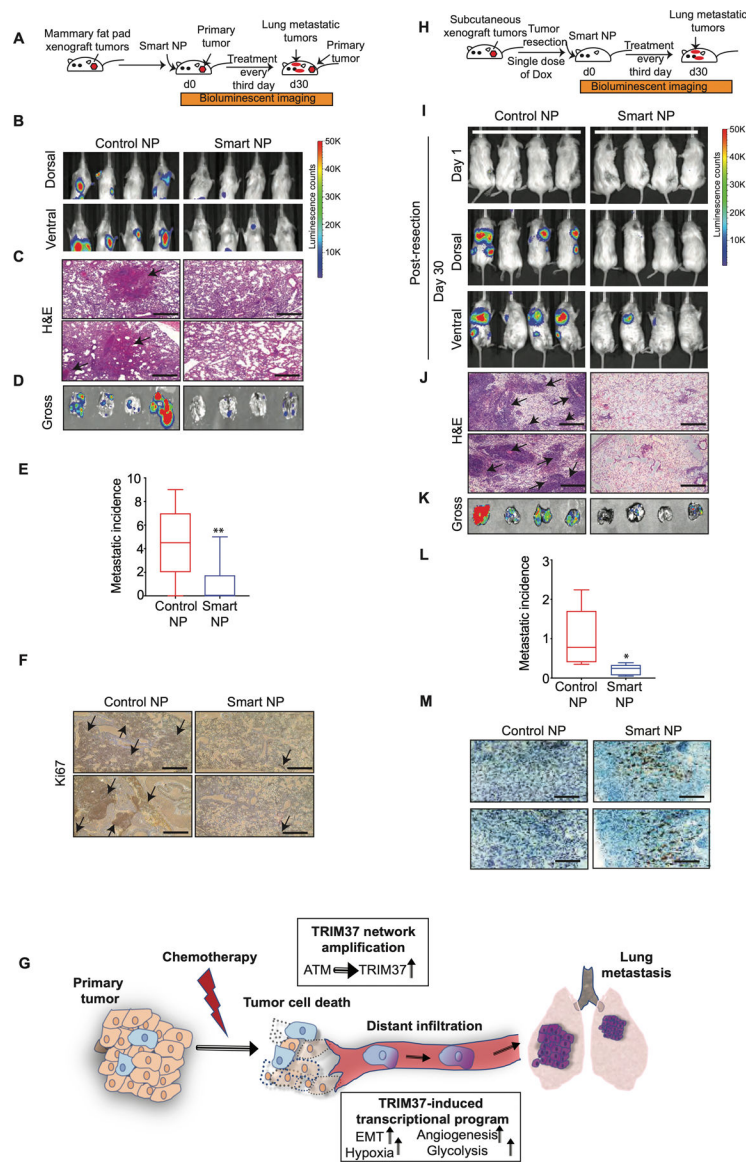 A
Mammary fat pad
xenograft tumors
Smart NP
Primary
tumor
d0
Treatment
every
third day
Lung metastatic
tumors
Primary
tumor
d30
Bioluminescent imaging
B
Control NP
Smart NP
Dorsal
Ventral
Luminescence counts
50K
40K
30K
20K
10K
C
H&E
D
Gross
E
Metastatic incidence
10
8
6
4
2
0
**
Control
NP
Smart
NP
F
Control NP
Smart NP
Ki67
H
Subcutaneous
xenograft tumors
Tumor
resection
Single dose
of Dox
Smart NP
d0
Treatment
every
third day
Lung metastatic
tumors
d30
Bioluminescent imaging
I
Control NP
Smart NP
Post-resection
Day 1
Day 30
Dorsal
Ventral
Luminescence counts
50K
40K
30K
20K
10K
J
H&E
K
Gross
L
Metastatic incidence
3
2
1
0
*
Control
NP
Smart
NP
M
Control NP
Smart NP
G
Primary
tumor
Chemotherapy
Tumor cell death
TRIM37 network
amplification
ATM TRIM37
Distant infiltration
TRIM37-induced
transcriptional program
EMT Angiogenesis
Hypoxia Glycolysis
Lung
metastasis